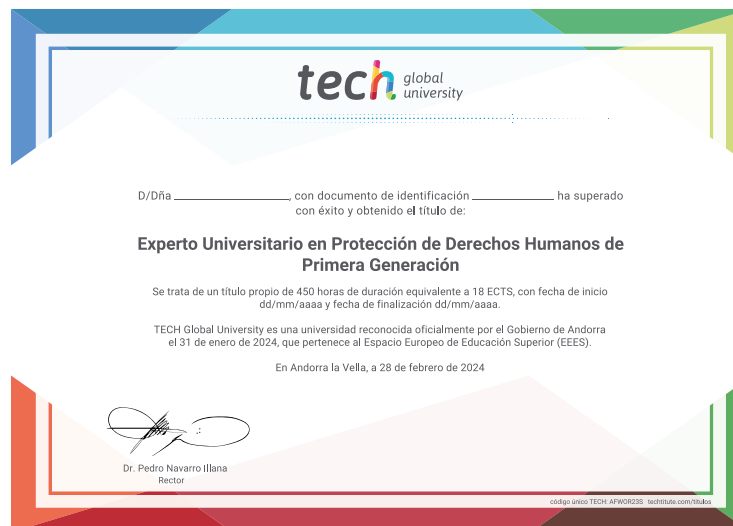 tech global university
D/Dña ____________, con documento de identificación ____________ ha superado
con éxito y obtenido el título de:
Experto Universitario en Protección de Derechos Humanos de
Primera Generación
Se trata de un título propio de 450 horas de duración equivalente a 18 ECTS, con fecha de inicio
dd/mm/aaaa y fecha de finalización dd/mm/aaaa.
TECH Global University es una universidad reconocida oficialmente por el Gobierno de Andorra
el 31 de enero de 2024, que pertenece al Espacio Europeo de Educación Superior (EEES).
En Andorra la Vella, a 28 de febrero de 2024
Dr. Pedro Navarro Illana
Rector
código único TECH: AFWOR23S techtitute.com/titulos